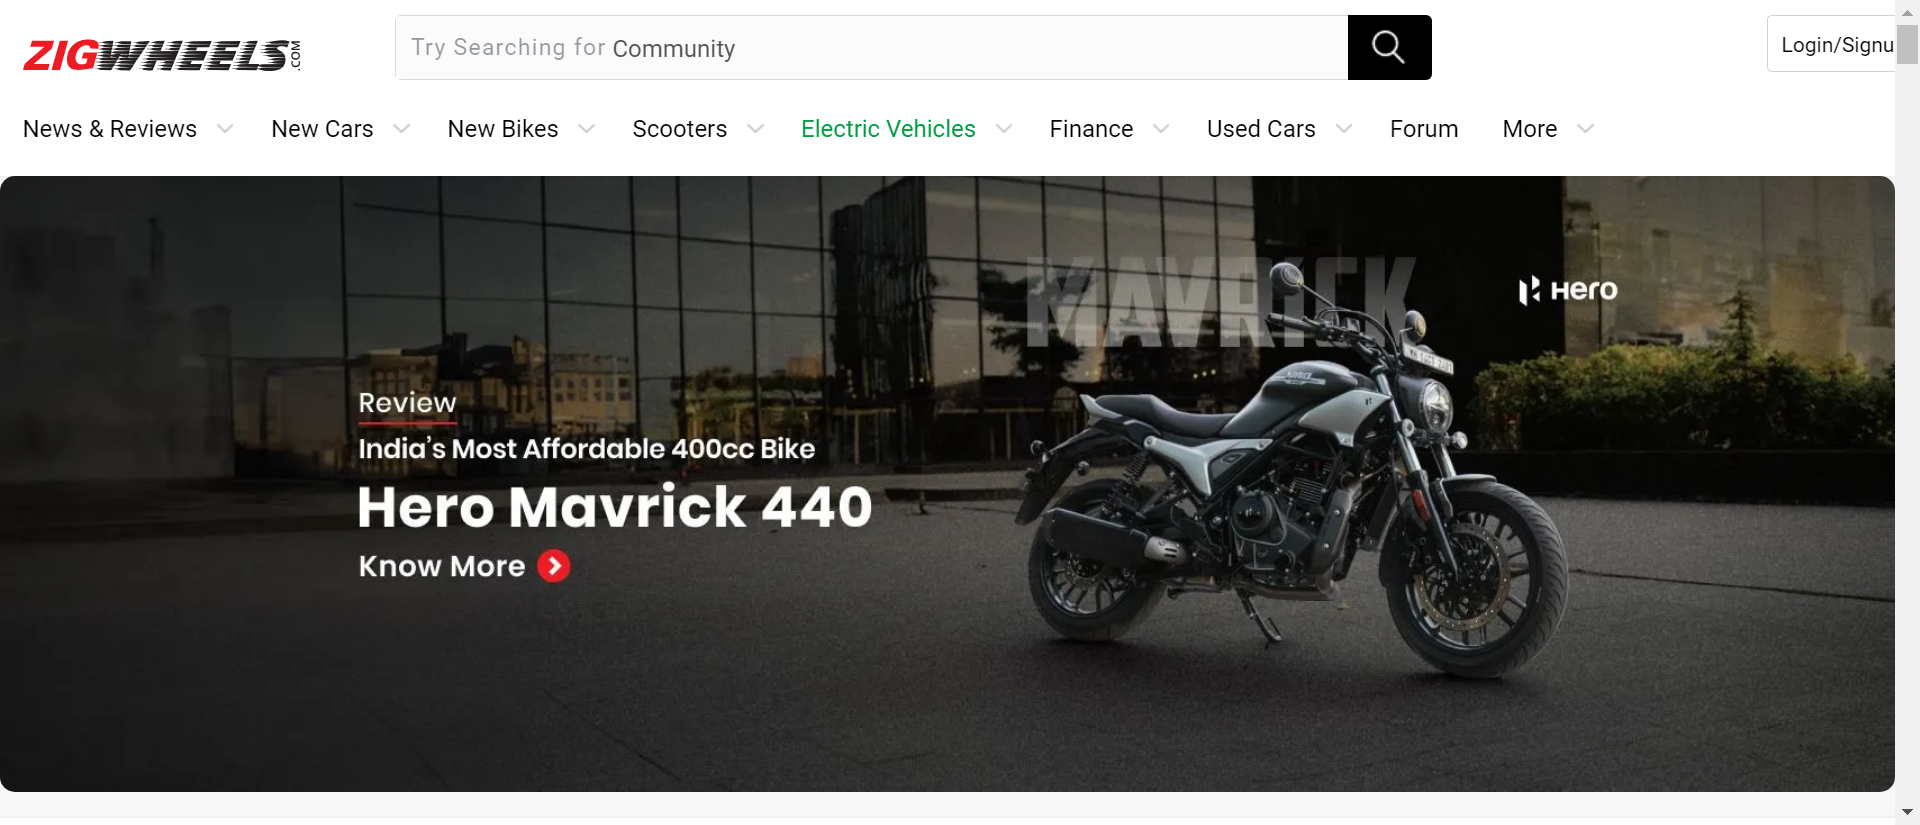 ZIGWHEELS.COM
Try Searching for Community
Login/Signu
News & Reviews
New Cars
New Bikes
Scooters
Electric Vehicles
Finance
Used Cars
Forum
More
MAVRICK
Hero
Review
India's Most Affordable 400cc Bike
Hero Mavrick 440
Know More